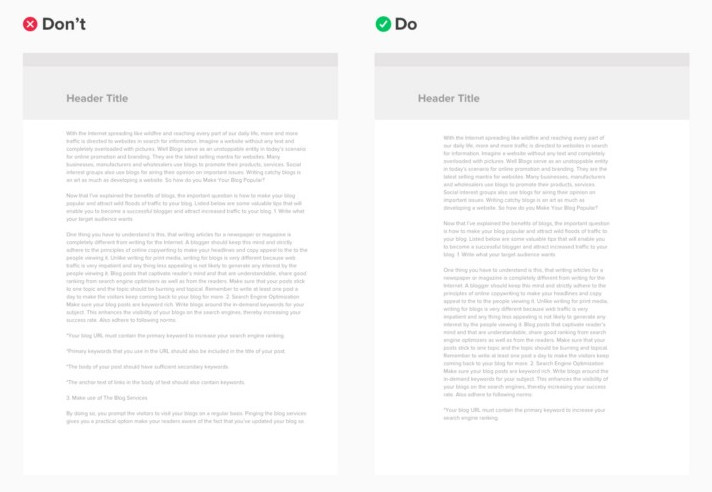 Don't
Header Title
With the Internet spreading like wildfire and reaching every part of our daily life, more and more
traffic is directed to websites in search for information. Imagine a website without any text and
completely overloaded with pictures. Well Blogs serve as an unstoppable entity in today's scenario
for online promotion and branding. They are the latest selling mantra for websites. Many
businesses, manufacturers and wholesalers use blogs to promote their products, services. Social
interest groups also use blogs for airing their opinion on important issues. Writing catchy blogs is
an art as much as developing a website. So how do you Make Your Blog Popular?
Now that I've explained the benefits of blogs, the important question is how to make your blog
popular and attract wild floods of traffic to your blog. Listed below are some valuable tips that will
enable you to become a successful blogger and attract increased traffic to your blog. 1. Write what
your target audience wants
One thing you have to understand is this, that writing articles for a newspaper or magazine is
completely different from writing for the Internet. A blogger should keep this mind and strictly
adhere to the principles of online copywriting to make your headlines and copy appeal to the to the
people viewing it. Unlike writing for print media, writing for blogs is very different because web
traffic is very impatient and any thing less appealing is not likely to generate any interest by the
people viewing it. Blog posts that captivate reader's mind and that are understandable, share good
ranking from search engine optimizers as well as from the readers. Make sure that your posts stick
to one topic and the topic should be burning and topical. Remember to write at least one post a
day to make the visitors keep coming back to your blog for more. 2. Search Engine Optimization
Make sure your blog posts are keyword rich. Write blogs around the in-demand keywords for your
subject. This enhances the visibility of your blogs on the search engines, thereby increasing your
success rate. Also adhere to following norms
"Your blog URL must contain the primary keyword to increase your search engine ranking.
"Primary keywords that you use in the URL should also be included in the title of your post.
"The body of your post should have sufficient secondary keywords
"The anchor text of links in the body of text should also contain keywords
3. Make use of The Blog Services
By doing so, you prompt the visitors to visit your blogs on a regular basis. Pinging the blog services
gives you a practical option make your readers aware of the fact that you've updated your blog so
Do
Header Title
With the Internet spreading like wildfire and reaching every part of
our daily life, more and more traffic is directed to websites in search
for information. Imagine a website without any text and completely
overloaded with pictures. Well Blogs serve as an unstoppable entity
in today's scenario for online promotion and branding. They are the
latest selling mantra for websites. Many businesses, manufacturers
and wholesalers use blogs to promote their products, services.
Social interest groups also use blogs for airing their opinion on
important issues. Writing catchy blogs is an art as much as
developing a website. So how do you Make Your Blog Popular?
Now that I've explained the benefits of blogs, the important question
is how to make your blog popular and attract wild floods of traffic to
your blog. Listed below are some valuable tips that will enable you
to become a successful blogger and attract increased traffic to your
blog. 1. Write what your target audience wants
One thing you have to understand is this, that writing articles for a
newspaper or magazine is completely different from writing for the
Internet. A blogger should keep this mind and strictly adhere to the
principles of online copywriting to make your headlines and copy
appeal to the to the people viewing it. Unlike writing for print media,
writing for blogs is very different because web traffic is very
impatient and any thing less appealing is not likely to generate any
interest by the people viewing it. Blog posts that captivate reader's
mind and that are understandable, share good ranking from search
engine optimizers as well as from the readers. Make sure that your
posts stick to one topic and the topic should be burning and topical.
Remember to write at least one post a day to make the visitors keep
coming back to your blog for more. 2. Search Engine Optimization
Make sure your blog posts are keyword rich. Write blogs around the
in-demand keywords for your subject. This enhances the visibility of
your blogs on the search engines, thereby increasing your success
rate. Also adhere to following norms:
"Your blog URL must contain the primary keyword to increase your
search engine ranking.